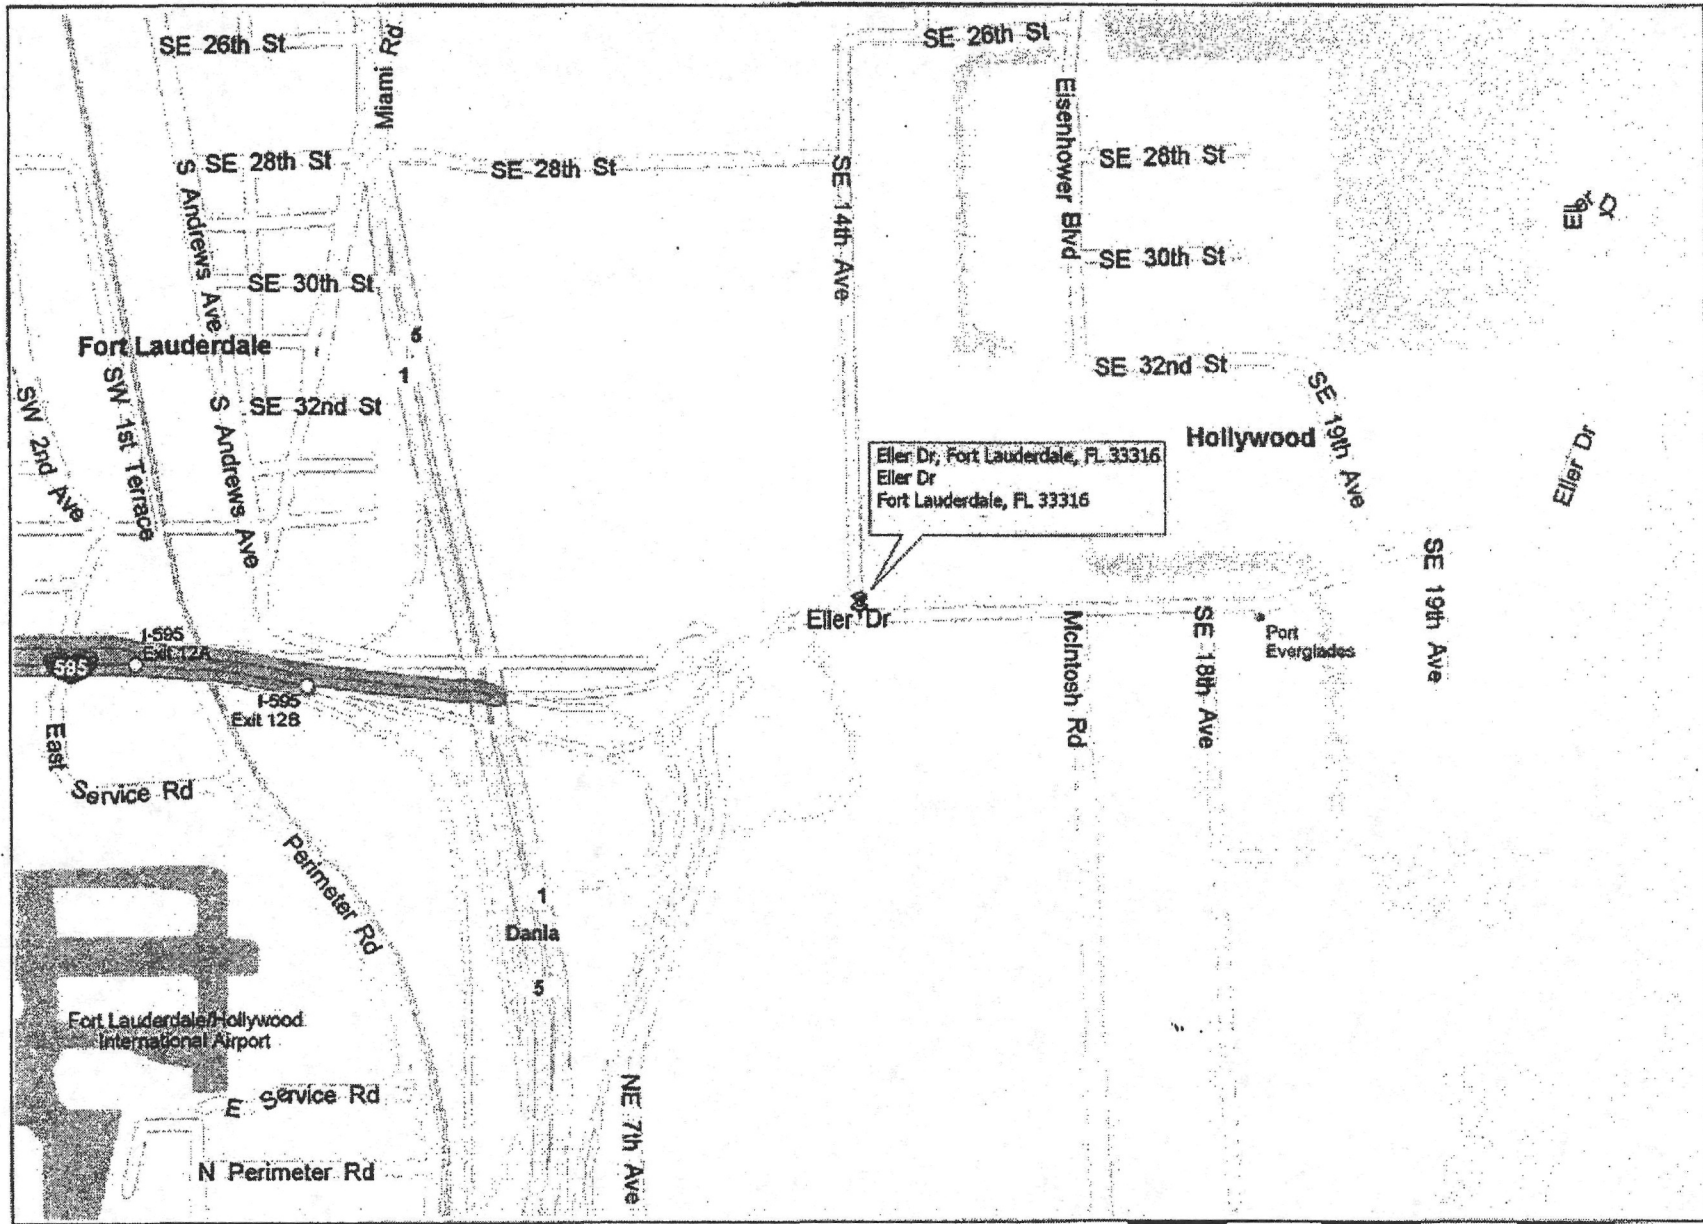 SE 26th St
Miami Rd
SE 26th St
Eisenhower Blvd
S Andrews Ave
SE 28th St
SE 28th St
SE 14th Ave
SE 28th St
Eller D
SE 30th St
SE 30th St
Fort Lauderdale
5
1
SE 32nd St
SE 19th Ave
SW 2nd Ave
SW 1st Terrace
S Andrews Ave
SE 32nd St
Hollywood
Eller Dr
Eller Dr, Fort Lauderdale, FL 33316
Eller Dr
Fort Lauderdale, FL 33316
SE 19th Ave
Eller Dr
McIntosh Rd
SE 18th Ave
Port
Everglades
I-595
Exit 12A
595
I-595
Exit 12B
East
Service Rd
Perimeter Rd
1
Dania
5
Fort Lauderdale/Hollywood
International Airport
E Service Rd
NE 7th Ave
N Perimeter Rd